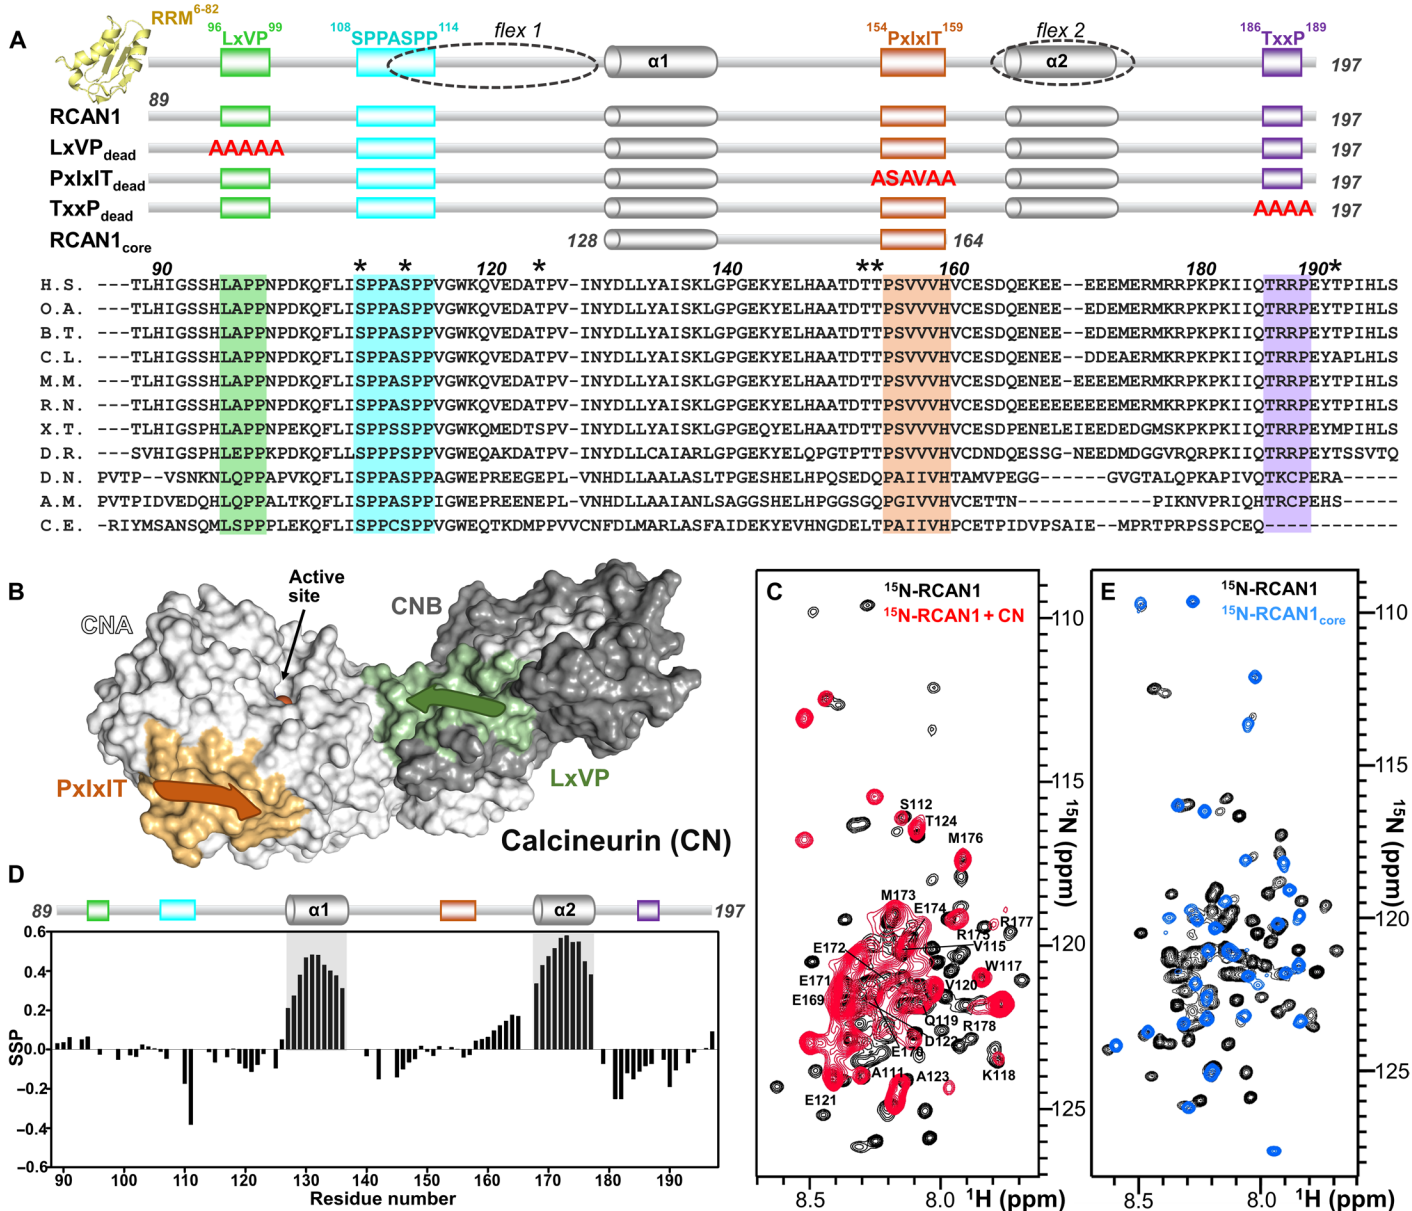 A
RRM6-82
96 LxVP 99
108 SPPASPP 114
flex 1
α1
154 PxIxIT 159
flex 2
α2
186 TxxP 189
197
89
RCAN1
197
LxVPdead
AAAAA
197
PxIxITdead
ASAVAA
197
TxxPdead
AAAA
197
RCAN1core
128
164
90 * * 120 * 140 ** 160 180 190*
H.S. ---TLHIGSSHLAPPNPDKQFLISPPASPPVGWKQVEDATPV-INYDLLYAISKLGPGEKYELHAATDTTPSVVVHVCESDQEKEE--EEEMERMRRPKPKIIQTRRPEYTPIHLS
O.A. ---TLHIGSSHLAPPNPDKQFLISPPASPPVGWKQVEDATPV-INYDLLYAISKLGPGEKYELHAATDTTPSVVVHVCESDQENEE--EDEMERMKRPKPKIIQTRRPEYTPIHLS
B.T. ---TLHIGSSHLAPPNPDKQFLISPPASPPVGWKQVEDATPV-INYDLLYAISKLGPGEKYELHAATDTTPSVVVHVCESDQENEE--EDEMERMKRPKPKIIQTRRPEYTPIHLS
C.L. ---TLHIGSSHLAPPNPDKQFLISPPASPPVGWKQVEDATPV-INYDLLYAISKLGPGEKYELHAATDTTPSVVVHVCESDQENEE--DDEAERMKRPKPKIIQTRRPEYAPLHLS
M.M. ---TLHIGSSHLAPPNPDKQFLISPPASPPVGWKQVEDATPV-INYDLLYAISKLGPGEKYELHAATDTTPSVVVHVCESDQENEE-EEEEMERMKRPKPKIIQTRRPEYTPIHLS
R.N. ---TLHIGSSHLAPPNPDKQFLISPPASPPVGWKQVEDATPV-INYDLLYAISKLGPGEKYELHAATDTTPSVVVHVCESDQEEEEEEEEMERMKRPKPKIIQTRRPEYTPIHLS
X.T. ---TLHIGSPHLAPPNPEKQFLISPPSSPPVGWKQMEDTSPV-INYDLLYAISKLGPGEQYELHAATDTTPSVVVHVCESDPENELEIEEDEDGMSKPKPKIIQTRRPEYMPIHLS
D.R. ---SVHIGSPHLEPPKPDKQFLLSPPASPPVGWEQAKDATPV-INYDLLCAIARLGPGEKYELQPGTPTTPSVVVHVCDNDQESSG-NEEDMDGGVRQRPKIIQTRRPEYTSSVTQ
D.N. PVTP--VSNKNLQPPAPVKQFLISPPASPPVGWEPREEGEPL-VNHDLLAALASLTPGESHELHPQSEDQPAIIVHTAMVPEGG------GVGTALQPKAPIVQTKCPERA-----
A.M. PVTPIDVEDQHLQPPALTKQFLISPPASPPIGWEPREENEPL-VNHDLLAAIANLSAGGSHELHPGGSGQPGIVVHVCETTN------------PIKNVPRIQHTRCPEHS-----
C.E. -RIYMSANSQMLSPPPLEKQFLISPPCSPPVGWEQTKDMPPVVCNFDLMARLASFAIDEKYEVHNGDELTPAIIVHPCETPIDVPSAIE--MPRTPRPSSPCEQ------------
B
CNA
Active site
CNB
PxIxIT
LxVP
Calcineurin (CN)
C
15N-RCAN1
15N-RCAN1 + CN
S112
T124
M176
M173
E174
R175
R177
V115
E172
W117
E171
V120
E169
Q119
R178
D122
E170
A111
A123
K118
E121
110
115
120
125
15N (ppm)
8.5 8.0 1H (ppm)
D
89
α1
α2
197
0.6
0.4
0.2
0.0
−0.2
−0.4
−0.6
SSP
90 100 110 120 130 140 150 160 170 180 190
Residue number
E
15N-RCAN1
15N-RCAN1core
110
115
120
125
15N (ppm)
8.5 8.0 1H (ppm)